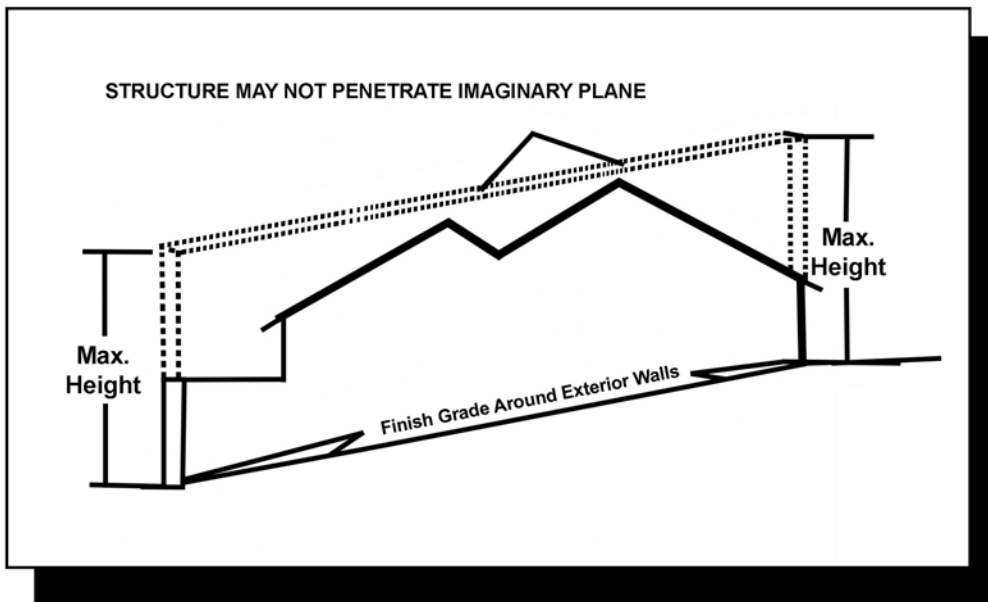 STRUCTURE MAY NOT PENETRATE IMAGINARY PLANE
Max.
Height
Max.
Height
Finish Grade Around Exterior Walls